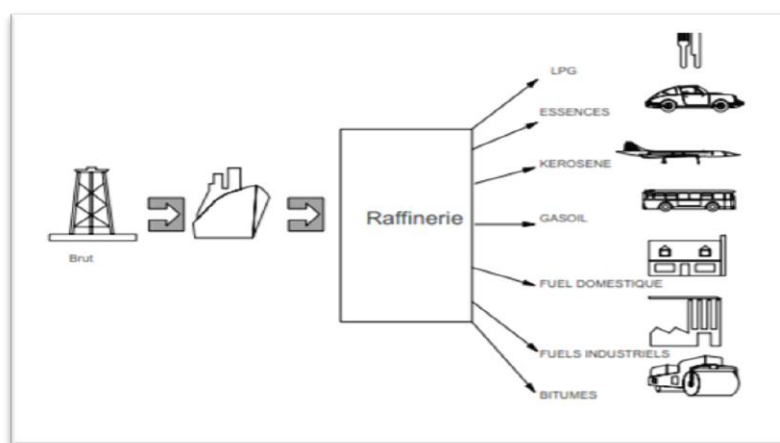 LPG
ESSENCES
KEROSENE
Raffinerie
GASOIL
Brut
FUEL DOMESTIQUE
FUELS INDUSTRIELS
BITUMES